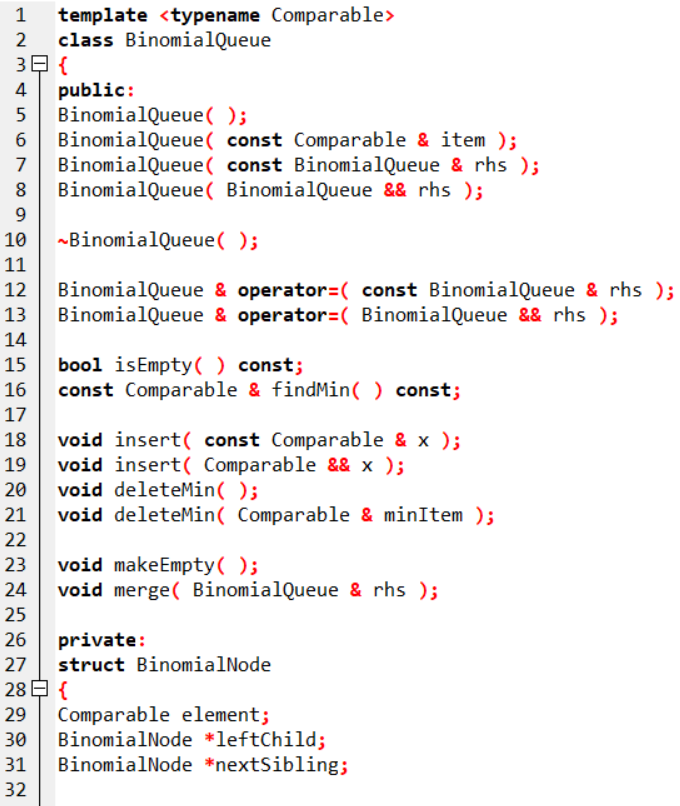 1 template <typename Comparable>
2 class BinomialQueue
3 {
4 public:
5 BinomialQueue( );
6 BinomialQueue( const Comparable & item );
7 BinomialQueue( const BinomialQueue & rhs );
8 BinomialQueue( BinomialQueue && rhs );
9
10 ~BinomialQueue( );
11
12 BinomialQueue & operator=( const BinomialQueue & rhs );
13 BinomialQueue & operator=( BinomialQueue && rhs );
14
15 bool isEmpty( ) const;
16 const Comparable & findMin( ) const;
17
18 void insert( const Comparable & x );
19 void insert( Comparable && x );
20 void deleteMin( );
21 void deleteMin( Comparable & minItem );
22
23 void makeEmpty( );
24 void merge( BinomialQueue & rhs );
25
26 private:
27 struct BinomialNode
28 {
29 Comparable element;
30 BinomialNode *leftChild;
31 BinomialNode *nextSibling;
32